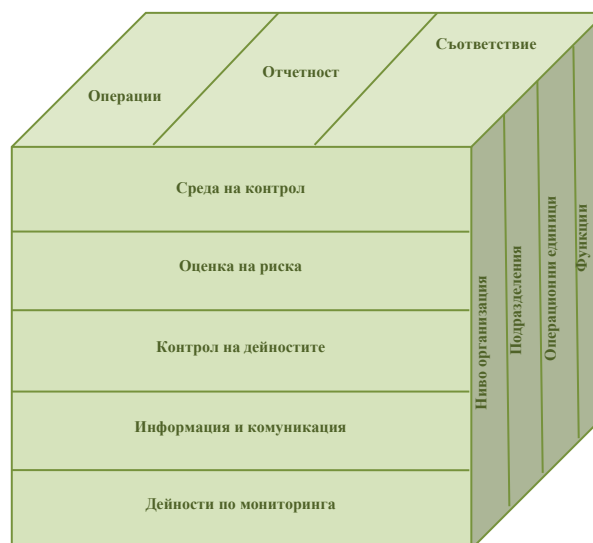 Операции
Отчетност
Съответствие
Среда на контрол
Оценка на риска
Контрол на дейностите
Информация и комуникация
Дейности по мониторинга
Ниво организация
Подразделения
Операционни единици
Функции